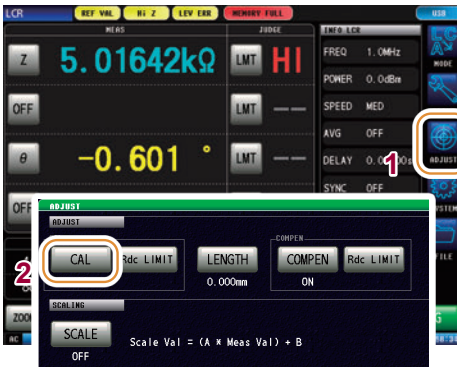 LCR REF VAL Hi Z LEV ERR MEMORY FULL USB
MEAS JUDGE INFO LCR
Z 5.01642kΩ LMT HI FREQ 1.0MHz
MODE
POWER 0.0dBm
OFF LMT -- SPEED MED
AVG OFF
θ -0.601 ° LMT -- DELAY ADJUST
1
SYNC OFF
OFF
ADJUST
ADJUST
COMPEN
CAL Rdc LIMIT LENGTH COMPEN Rdc LIMIT
2
0.000mm ON
SCALING
SCALE Scale Val = (A * Meas Val) + B
OFF
AC